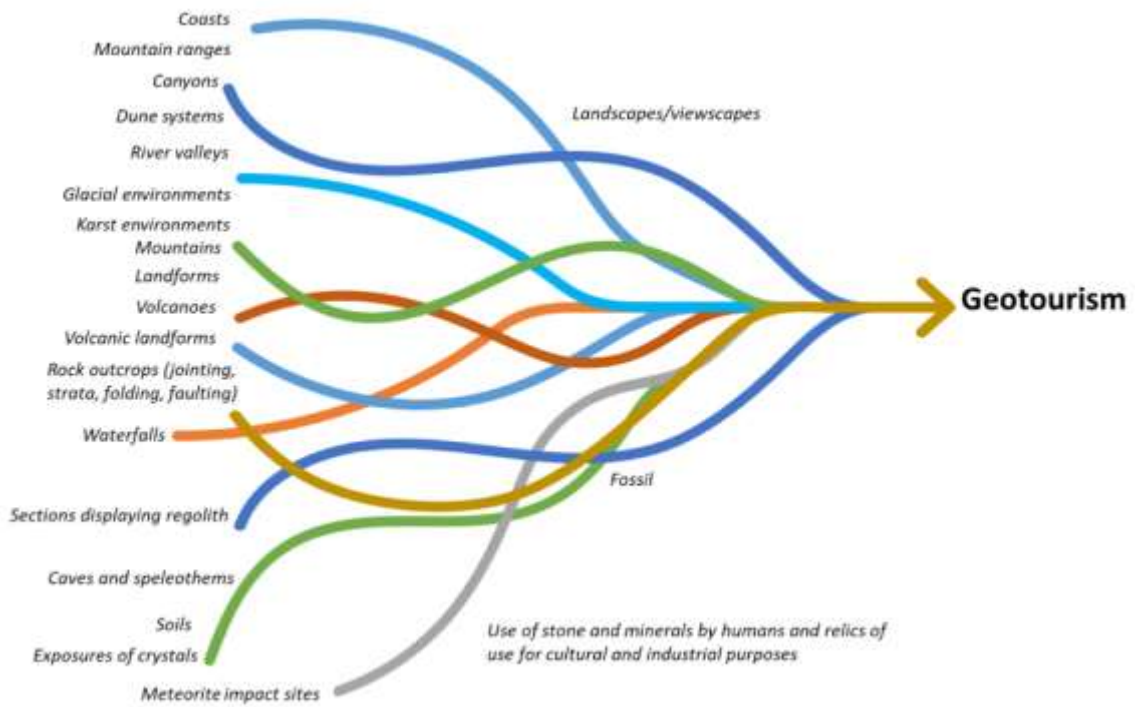 Coasts
Mountain ranges
Canyons
Dune systems
River valleys
Glacial environments
Karst environments
Mountains
Landforms
Volcanoes
Volcanic landforms
Rock outcrops (jointing,
strata, folding, faulting)
Waterfalls
Sections displaying regolith
Caves and speleothems
Soils
Exposures of crystals
Meteorite impact sites
Landscapes/viewscapes
Fossil
Use of stone and minerals by humans and relics of
use for cultural and industrial purposes
Geotourism